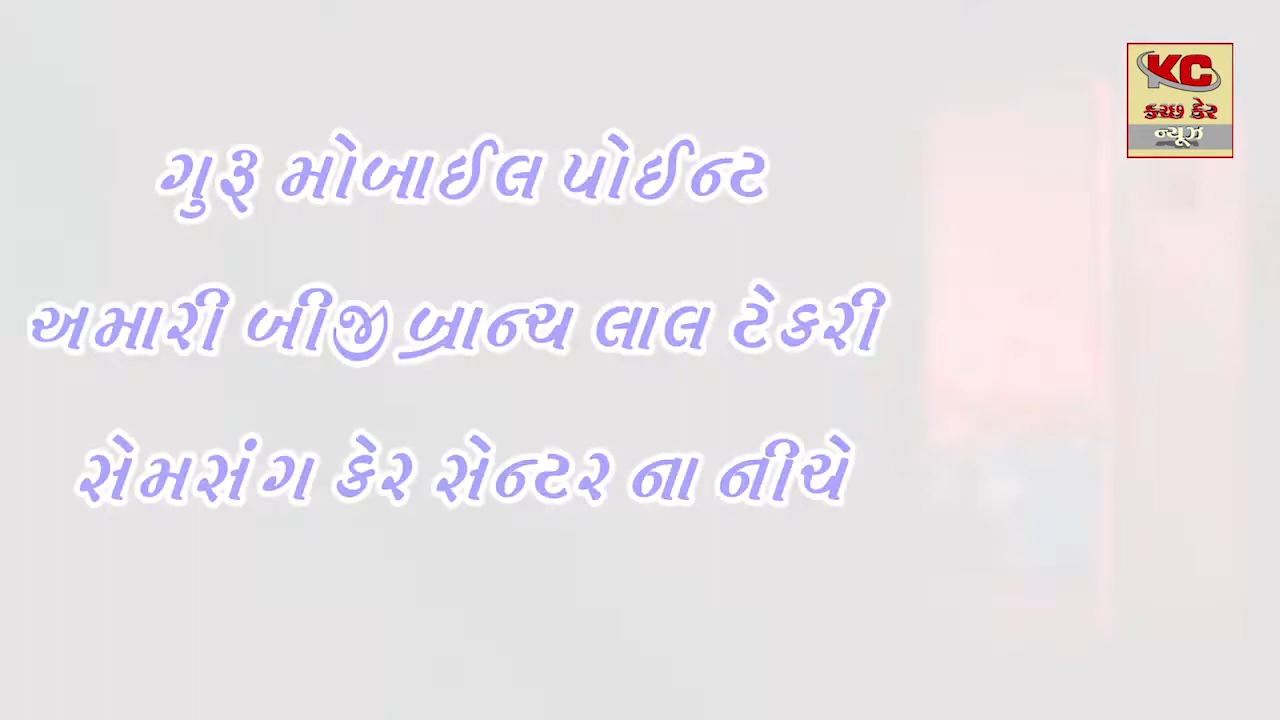 KC
કચ્છ કેર
ન્યૂઝ
ગુરૂ મોબાઈલ પોઈન્ટ
અમારી બીજી બ્રાન્ચ લાલ ટેકરી
સેમસંગ કેર સેન્ટર ના નીચે